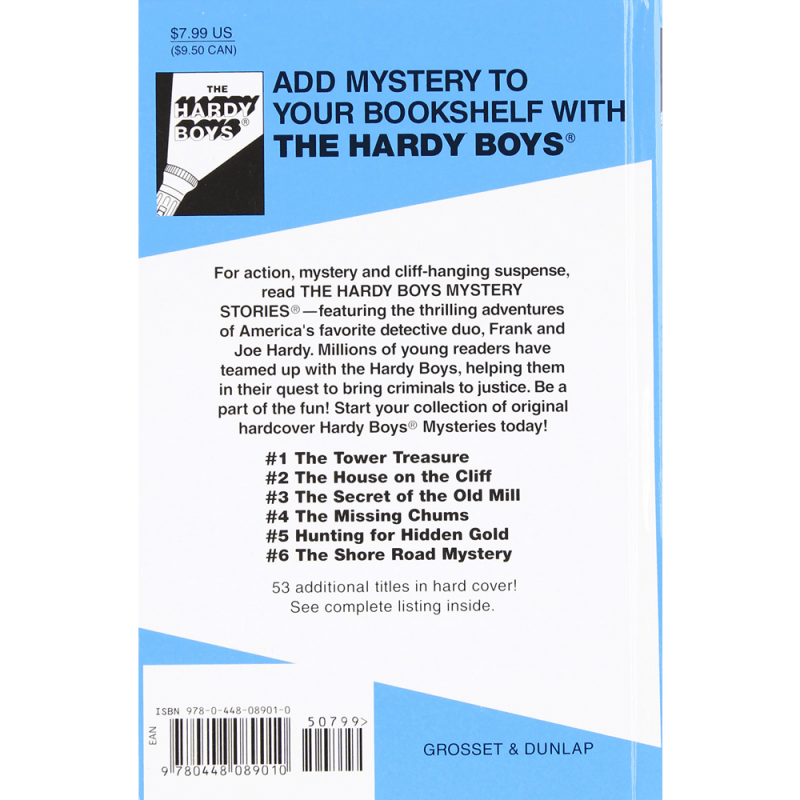 $7.99 US
($9.50 CAN)
THE
HARDY
BOYS®
ADD MYSTERY TO
YOUR BOOKSHELF WITH
THE HARDY BOYS®
For action, mystery and cliff-hanging suspense,
read THE HARDY BOYS MYSTERY
STORIES®—featuring the thrilling adventures
of America's favorite detective duo, Frank and
Joe Hardy. Millions of young readers have
teamed up with the Hardy Boys, helping them
in their quest to bring criminals to justice. Be a
part of the fun! Start your collection of original
hardcover Hardy Boys® Mysteries today!
#1 The Tower Treasure
#2 The House on the Cliff
#3 The Secret of the Old Mill
#4 The Missing Chums
#5 Hunting for Hidden Gold
#6 The Shore Road Mystery
53 additional titles in hard cover!
See complete listing inside.
ISBN 978-0-448-08901-0
50799>
EAN
9 780448 089010
GROSSET & DUNLAP